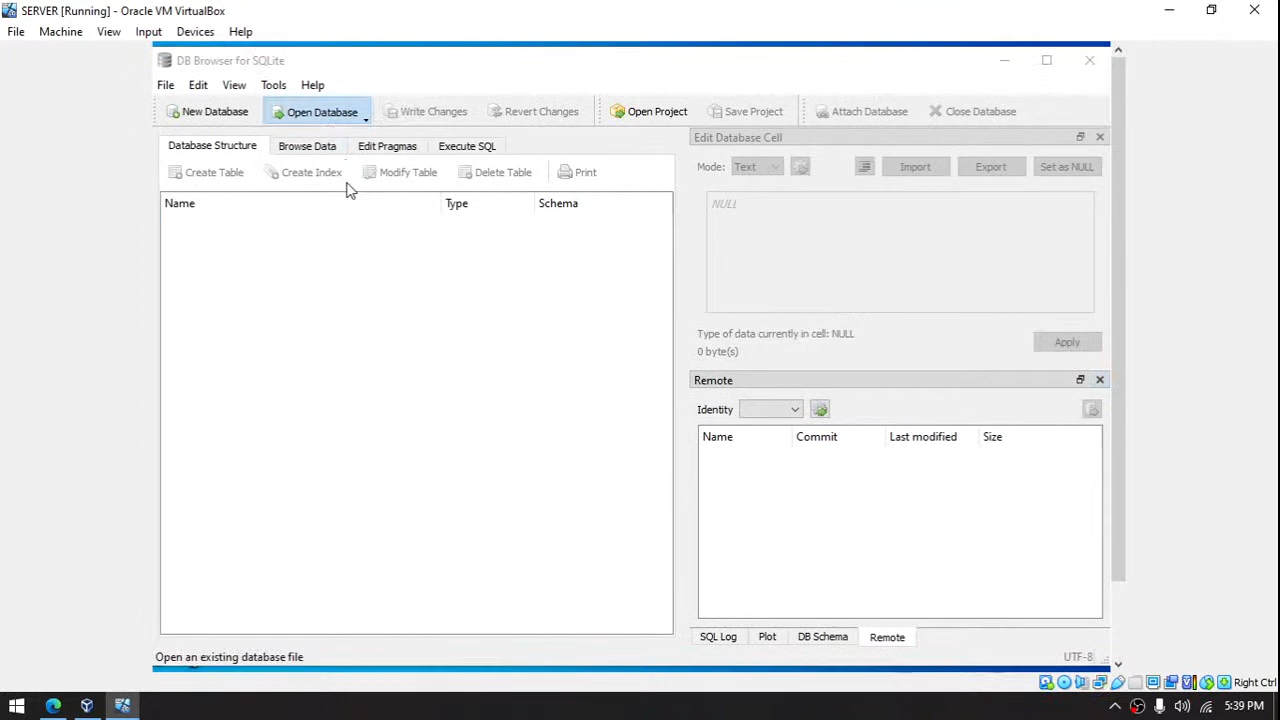 SERVER [Running] - Oracle VM VirtualBox
File Machine View Input Devices Help
DB Browser for SQLite
File Edit View Tools Help
New Database Open Database Write Changes Revert Changes Open Project Save Project Attach Database Close Database
Database Structure Browse Data Edit Pragmas Execute SQL
Create Table Create Index Modify Table Delete Table Print
Name Type Schema
Edit Database Cell
Mode: Text Import Export Set as NULL
NULL
Type of data currently in cell: NULL
0 byte(s)
Apply
Remote
Identity
Name Commit Last modified Size
SQL Log Plot DB Schema Remote
Open an existing database file
UTF-8
Right Ctrl
5:39 PM